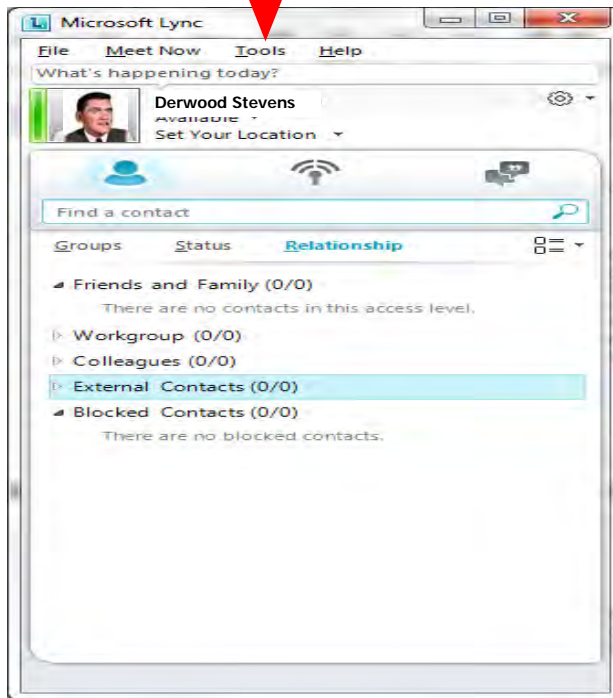 Microsoft Lync
File Meet Now Tools Help
What's happening today?
Derwood Stevens
Available
Set Your Location
Find a contact
Groups Status Relationship
Friends and Family (0/0)
There are no contacts in this access level.
Workgroup (0/0)
Colleagues (0/0)
External Contacts (0/0)
Blocked Contacts (0/0)
There are no blocked contacts.